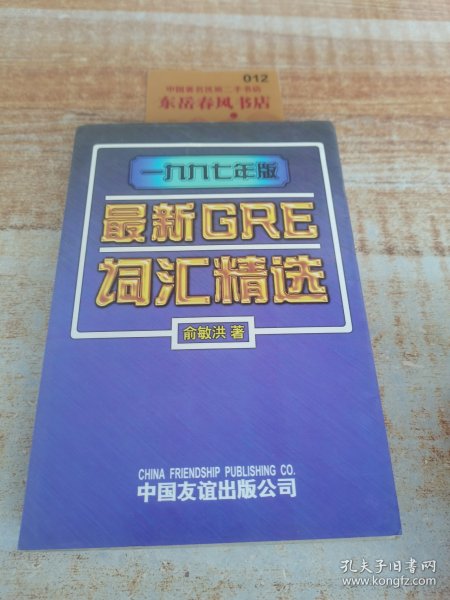 012
中国著名民族二手书店
东岳春风书店
一九九七年版
最新GRE
词汇精选
俞敏洪 著
CHINA FRIENDSHIP PUBLISHING CO.
中国友谊出版公司
孔夫子旧书网
www.kongfz.com